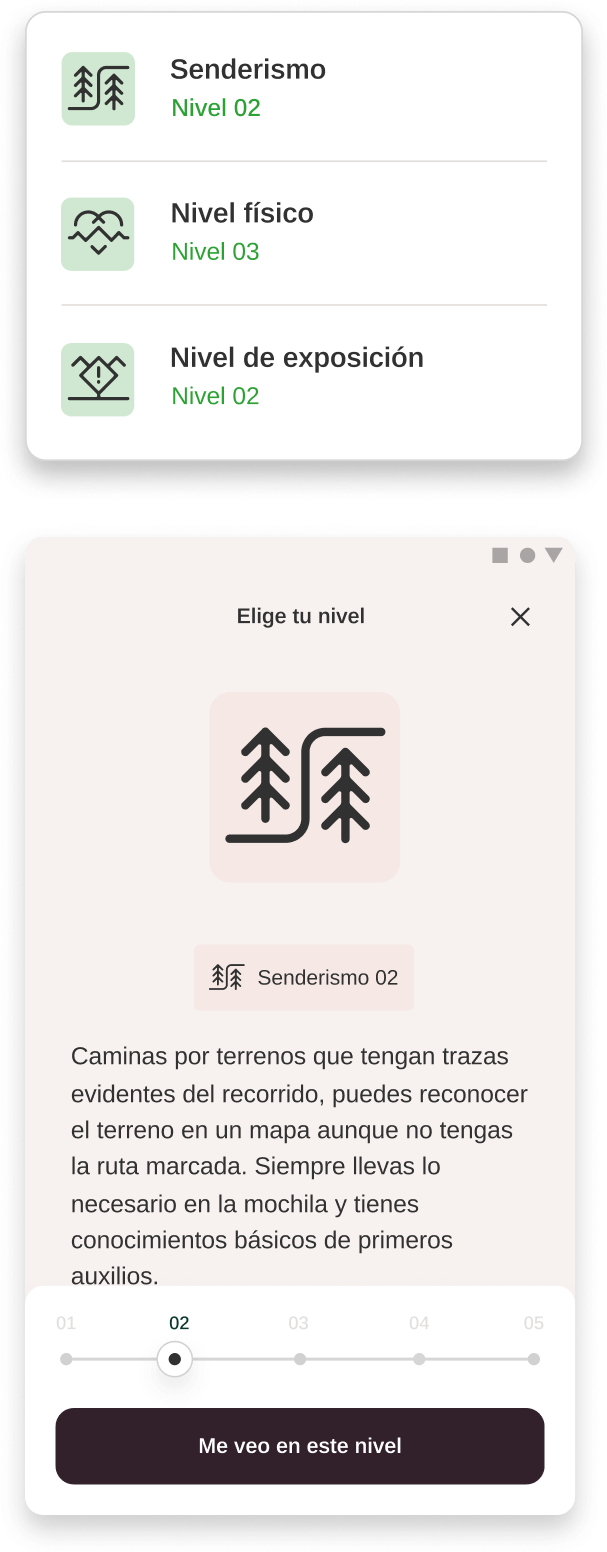 Senderismo
Nivel 02
Nivel físico
Nivel 03
Nivel de exposición
Nivel 02
Elige tu nivel
Senderismo 02
Caminas por terrenos que tengan trazas
evidentes del recorrido, puedes reconocer
el terreno en un mapa aunque no tengas
la ruta marcada. Siempre llevas lo
necesario en la mochila y tienes
conocimientos básicos de primeros
auxilios.
01 02 03 04 05
Me veo en este nivel